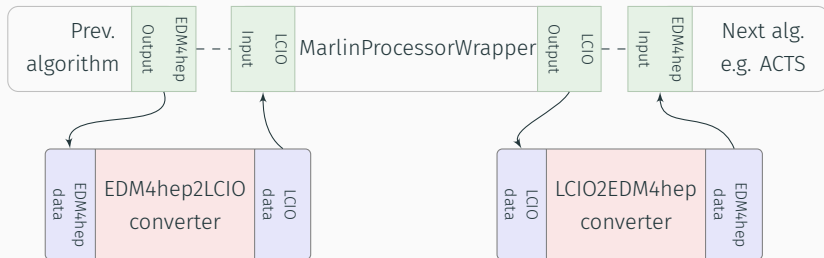 Prev.
algorithm
EDM4hep
Output
LCIO
Input
MarlinProcessorWrapper
LCIO
Output
EDM4hep
Input
Next alg.
e.g. ACTS
EDM4hep
data
EDM4hep2LCIO
converter
LCIO
data
LCIO
data
LCIO2EDM4hep
converter
EDM4hep
data